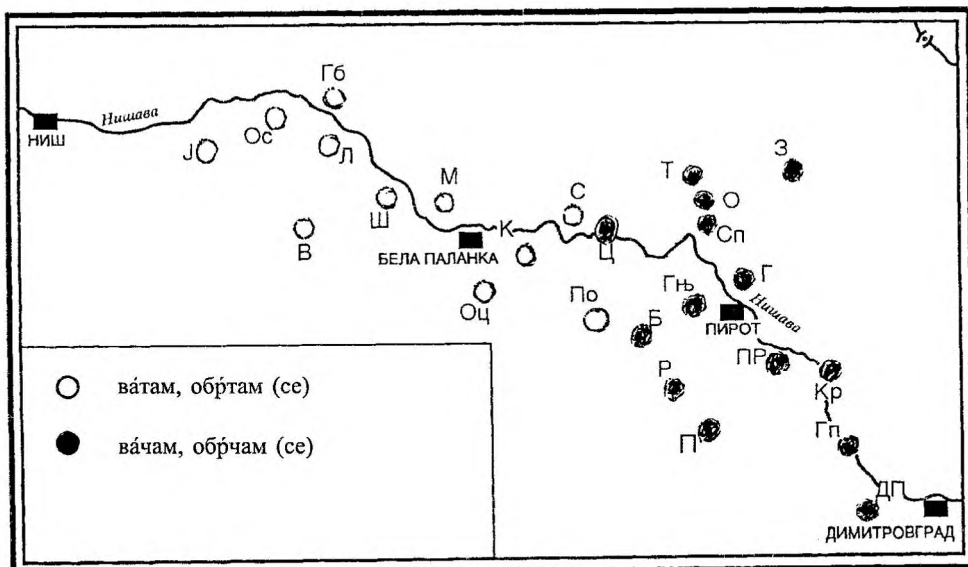 Гб
Нишава
НИШ
Ос
Ј
Л
З
Т
М
О
С
Ш
Сп
К
В
Ц
БЕЛА ПАЛАНКА
Г
Оц
По
Гњ
Нишава
Б
ПИРОТ
ПР
Р
Кр
ва́там, обр́там (се)
П
Гп
ва́чам, обр́чам (се)
ДП
ДИМИТРОВГРАД